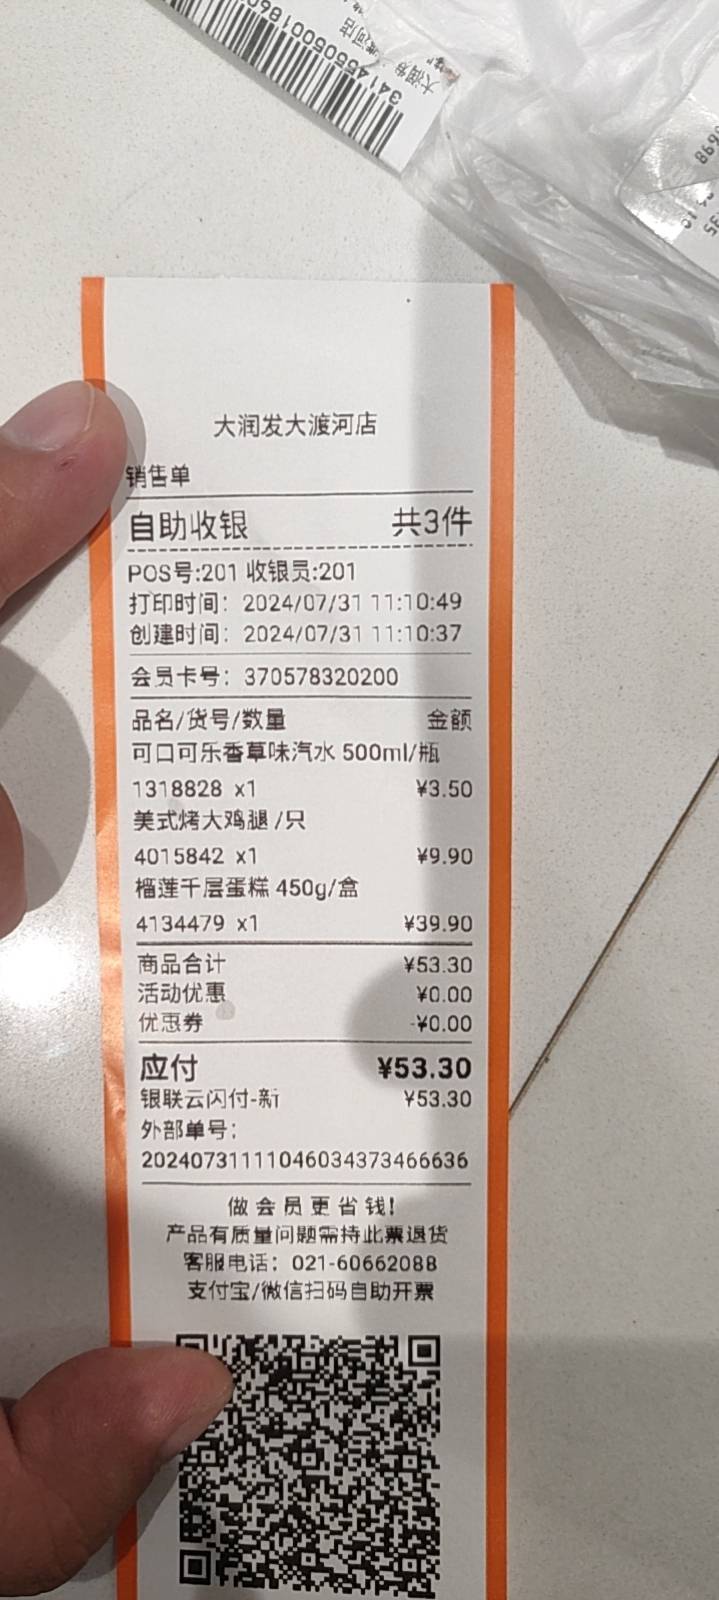 3414550500186
大润发
大润发大渡河店
销售单
自助收银 共3件
POS号:201 收银员:201
打印时间: 2024/07/31 11:10:49
创建时间: 2024/07/31 11:10:37
会员卡号: 370578320200
品名/货号/数量 金额
可口可乐香草味汽水 500ml/瓶
1318828 x1 ¥3.50
美式烤大鸡腿 /只
4015842 x1 ¥9.90
榴莲千层蛋糕 450g/盒
4134479 x1 ¥39.90
商品合计 ¥53.30
活动优惠 ¥0.00
优惠券 -¥0.00
应付 ¥53.30
银联云闪付-新 ¥53.30
外部单号:
20240731111046034373466636
做会员更省钱!
产品有质量问题需持此票退货
客服电话: 021-60662088
支付宝/微信扫码自助开票